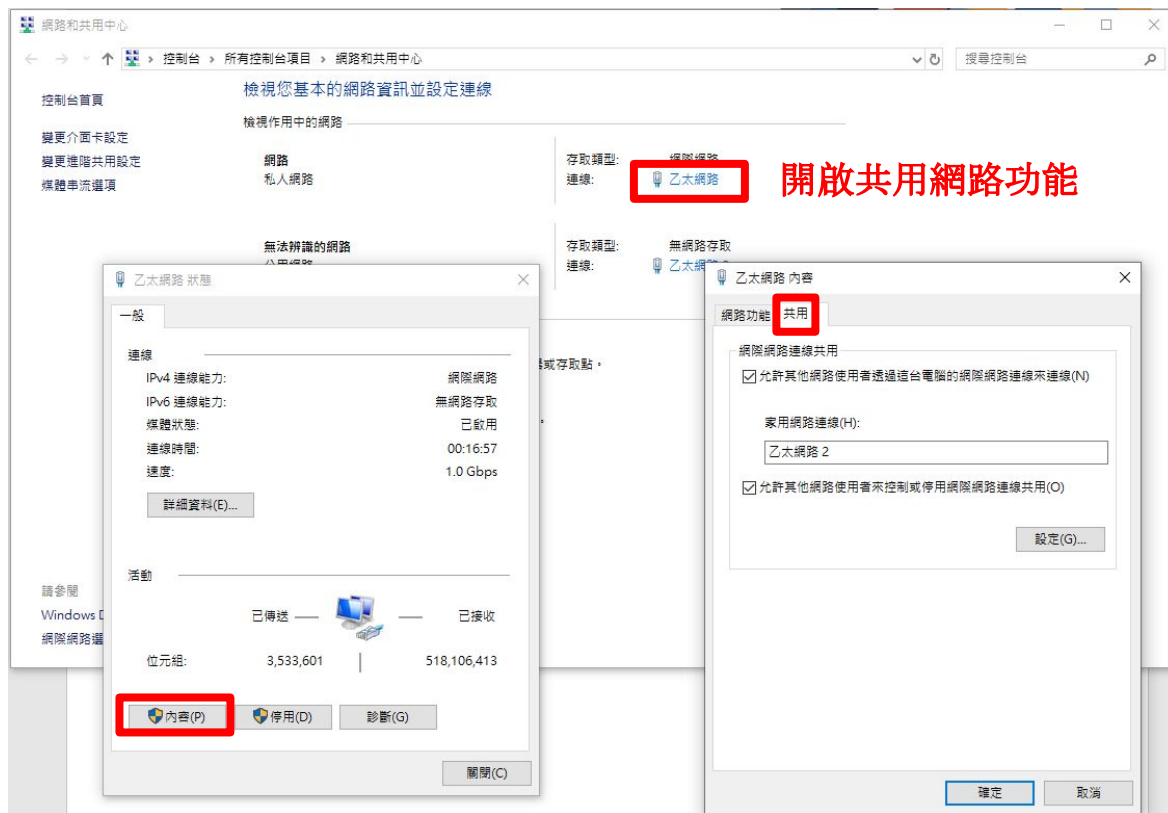 網路和共用中心
控制台 › 所有控制台項目 › 網路和共用中心
搜尋控制台
控制台首頁
變更介面卡設定
變更進階共用設定
媒體串流選項
檢視您基本的網路資訊並設定連線
檢視作用中的網路
網路
私人網路
存取類型: 網際網路
連線: 乙太網路
開啟共用網路功能
無法辨識的網路
公用網路
存取類型: 無網路存取
連線: 乙太網
或存取點。
請參閱
Windows D
網際網路選
乙太網路 狀態
一般
連線
IPv4 連線能力: 網際網路
IPv6 連線能力: 無網路存取
媒體狀態: 已啟用
連線時間: 00:16:57
速度: 1.0 Gbps
詳細資料(E)...
活動
已傳送 已接收
位元組: 3,533,601 518,106,413
內容(P) 停用(D) 診斷(G)
關閉(C)
乙太網路 內容
網路功能 共用
網際網路連線共用
允許其他網路使用者透過這台電腦的網際網路連線來連線(N)
家用網路連線(H):
乙太網路 2
允許其他網路使用者來控制或停用網際網路連線共用(O)
設定(G)...
確定 取消